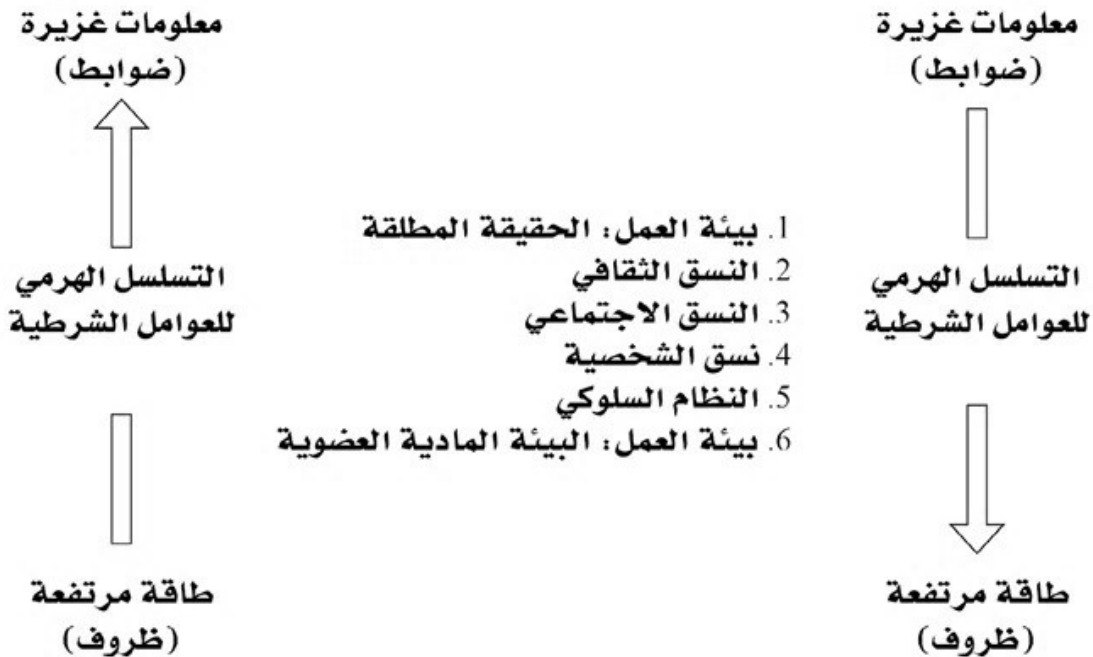 معلومات غزيرة
(ضوابط)
التسلسل الهرمي
للعوامل الشرطية
طاقة مرتفعة
(ظروف)
1. بيئة العمل: الحقيقة المطلقة
2. النسق الثقافي
3. النسق الاجتماعي
4. نسق الشخصية
5. النظام السلوكي
6. بيئة العمل: البيئة المادية العضوية
معلومات غزيرة
(ضوابط)
التسلسل الهرمي
للعوامل الشرطية
طاقة مرتفعة
(ظروف)